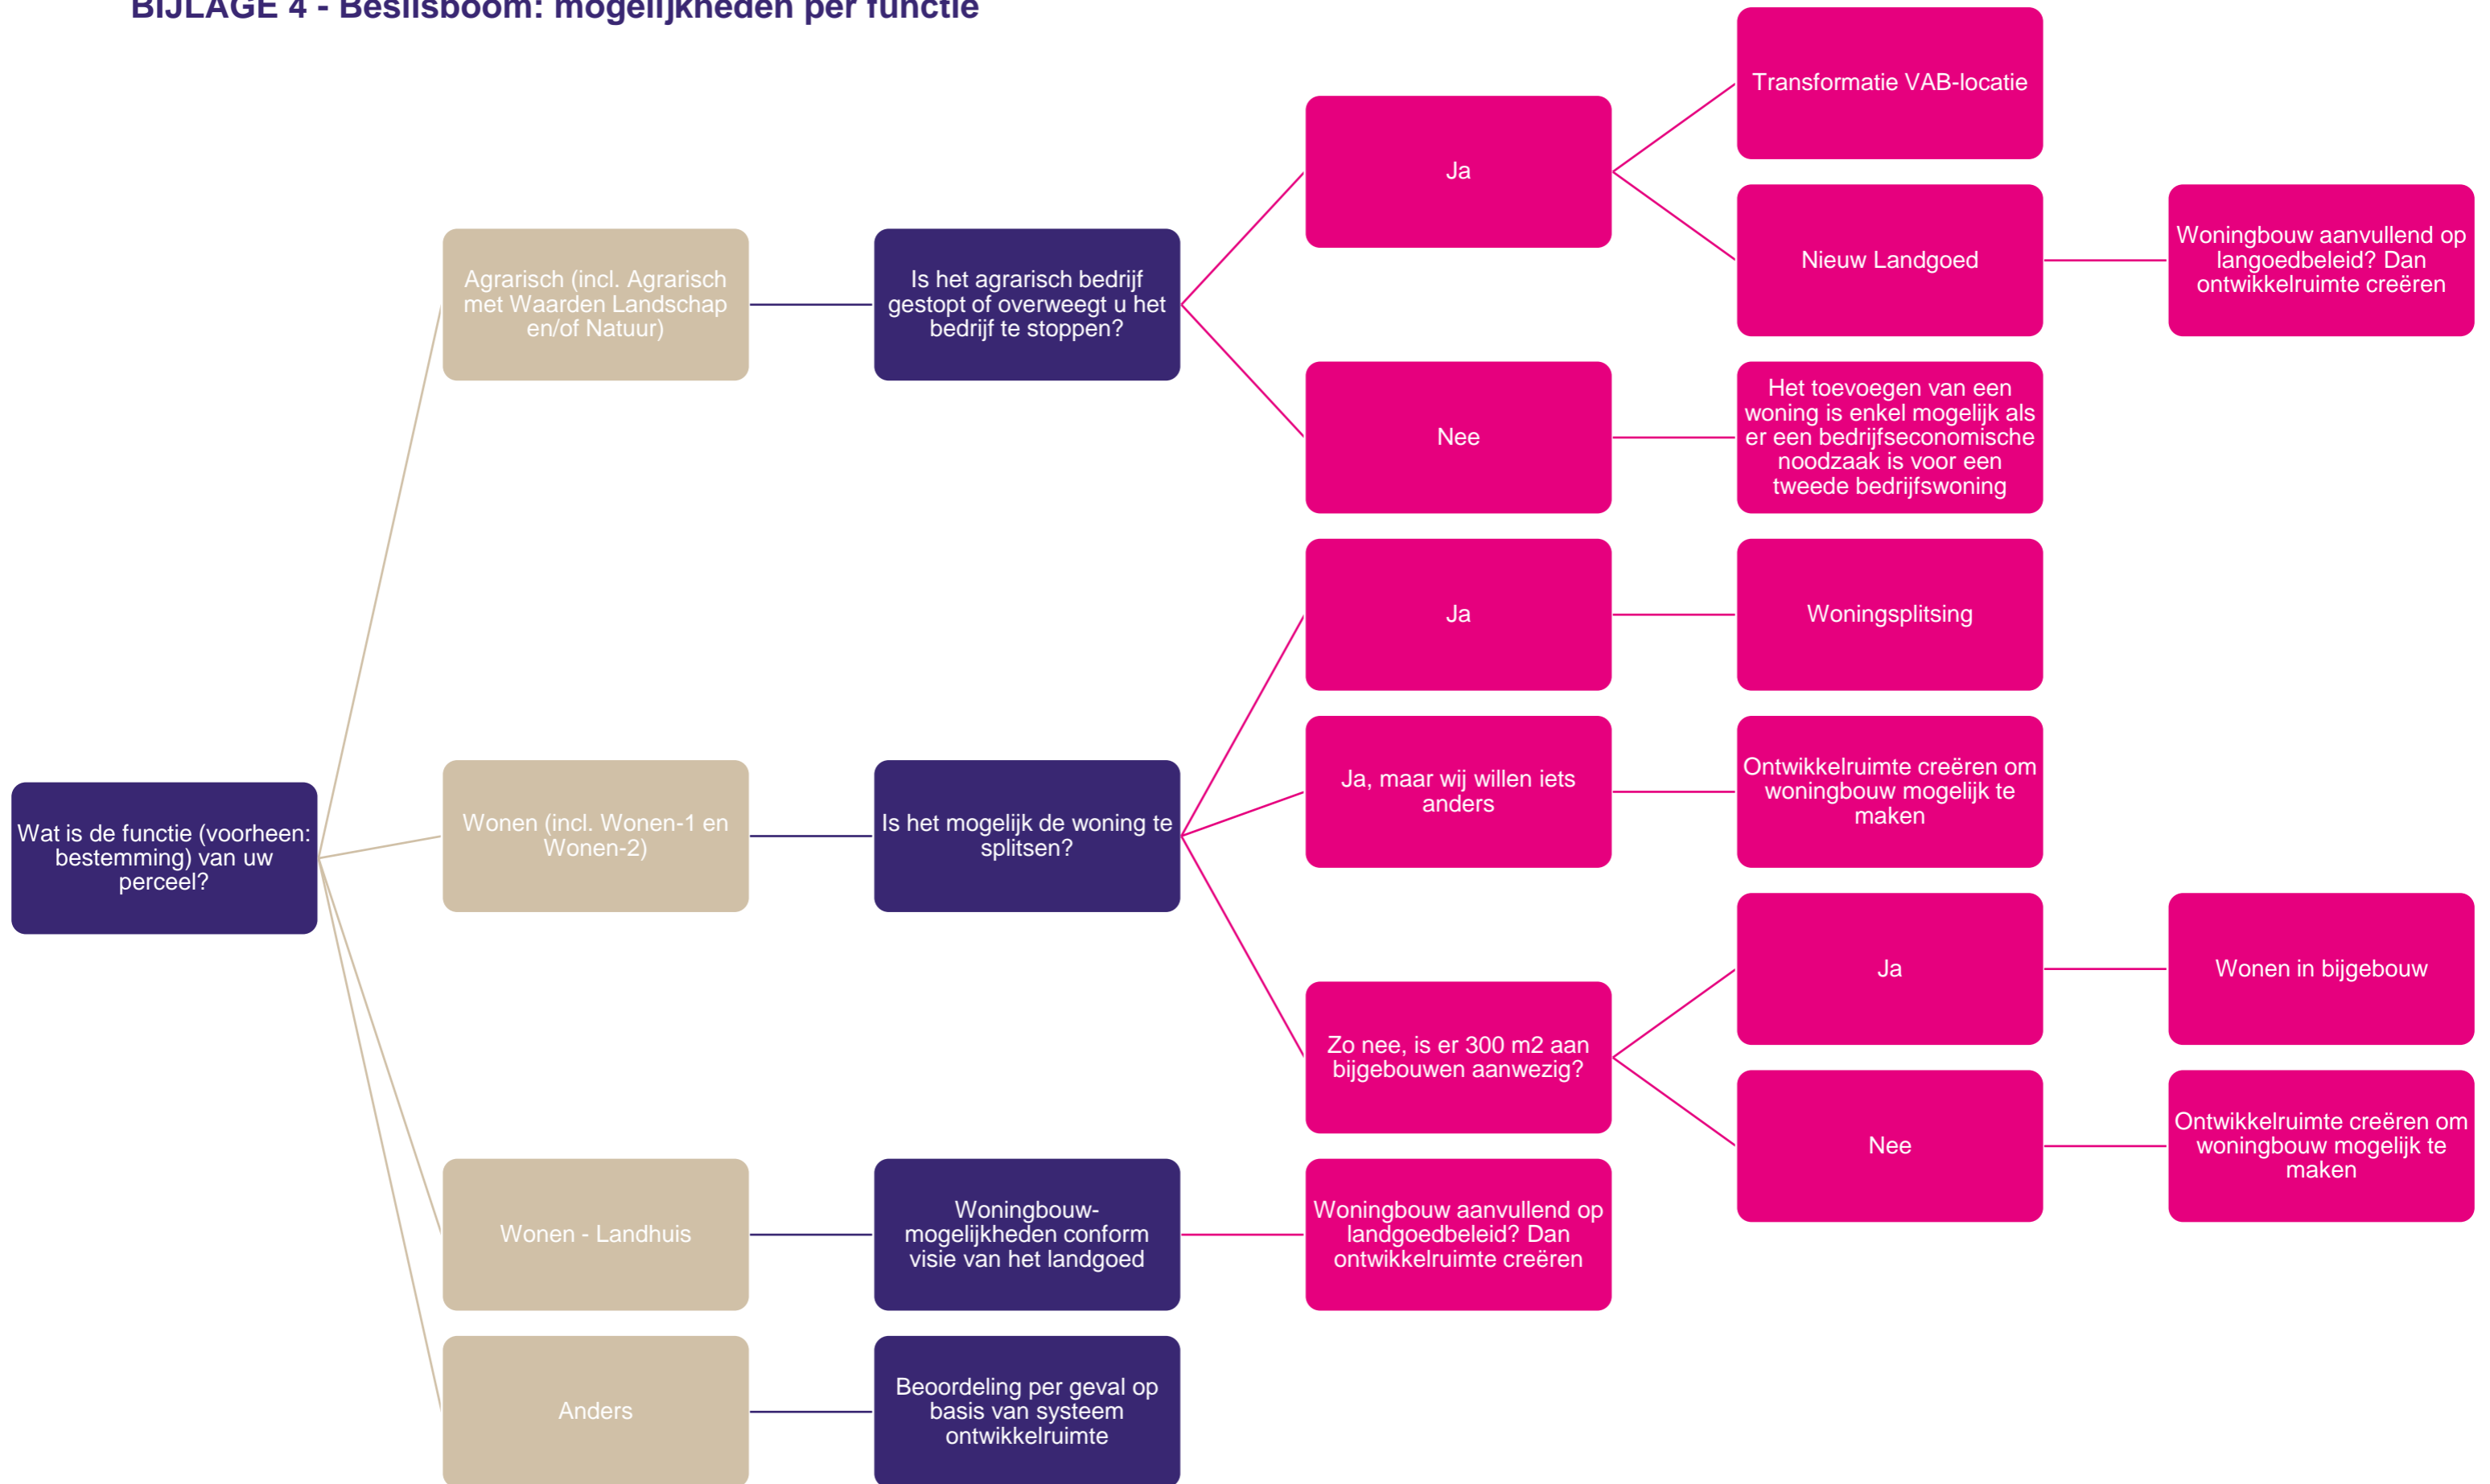 BIJLAGE 4 - Beslisboom: mogelijkheden per functie
Wat is de functie (voorheen:
bestemming) van uw
perceel?
Agrarisch (incl. Agrarisch
met Waarden Landschap
en/of Natuur)
Is het agrarisch bedrijf
gestopt of overweegt u het
bedrijf te stoppen?
Ja
Transformatie VAB-locatie
Nieuw Landgoed
Woningbouw aanvullend op
langoedbeleid? Dan
ontwikkelruimte creëren
Nee
Het toevoegen van een
woning is enkel mogelijk als
er een bedrijfseconomische
noodzaak is voor een
tweede bedrijfswoning
Wonen (incl. Wonen-1 en
Wonen-2)
Is het mogelijk de woning te
splitsen?
Ja
Woningsplitsing
Ja, maar wij willen iets
anders
Ontwikkelruimte creëren om
woningbouw mogelijk te
maken
Zo nee, is er 300 m2 aan
bijgebouwen aanwezig?
Ja
Wonen in bijgebouw
Nee
Ontwikkelruimte creëren om
woningbouw mogelijk te
maken
Wonen - Landhuis
Woningbouw-
mogelijkheden conform
visie van het landgoed
Woningbouw aanvullend op
landgoedbeleid? Dan
ontwikkelruimte creëren
Anders
Beoordeling per geval op
basis van systeem
ontwikkelruimte